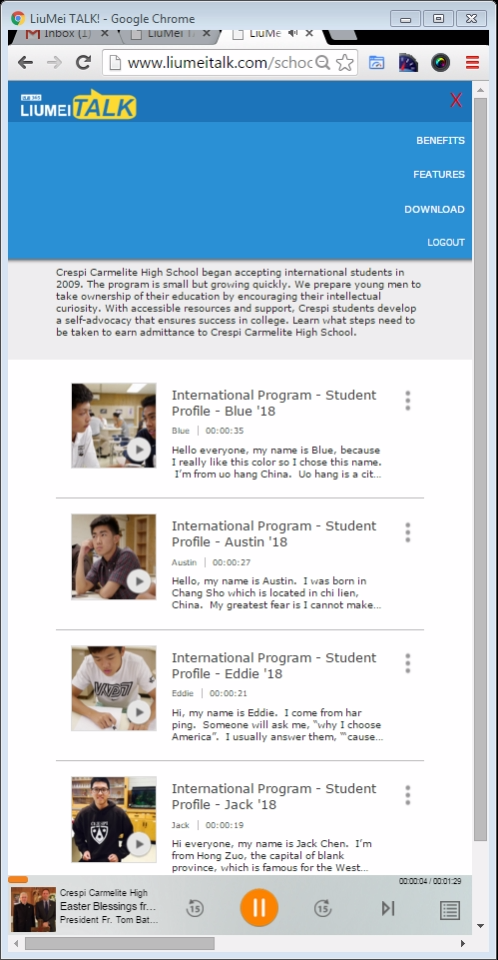 LiuMei TALK! - Google Chrome
Inbox (1)
LiuMei T
LiuMe
www.liumeitalk.com/schoo
LIUMEI TALK
X
BENEFITS
FEATURES
DOWNLOAD
LOGOUT
Crespi Carmelite High School began accepting international students in
2009. The program is small but growing quickly. We prepare young men to
take ownership of their education by encouraging their intellectual
curiosity. With accessible resources and support, Crespi students develop
a self-advocacy that ensures success in college. Learn what steps need to
be taken to earn admittance to Crespi Carmelite High School.
International Program - Student
Profile - Blue '18
Blue | 00:00:35
Hello everyone, my name is Blue, because
I really like this color so I chose this name.
I'm from uo hang China. Uo hang is a cit...
International Program - Student
Profile - Austin '18
Austin | 00:00:27
Hello, my name is Austin. I was born in
Chang Sho which is located in chi lien,
China. My greatest fear is I cannot make...
International Program - Student
Profile - Eddie '18
Eddie | 00:00:21
Hi, my name is Eddie. I come from har
ping. Someone will ask me, “why I choose
America”. I usually answer them, “‘cause...
International Program - Student
Profile - Jack '18
Jack | 00:00:19
Hi everyone, my name is Jack Chen. I'm
from Hong Zuo, the capital of blank
province, which is famous for the West...
00:00:04 / 00:01:29
Crespi Carmelite High
Easter Blessings fr...
President Fr. Tom Bat...
15
15